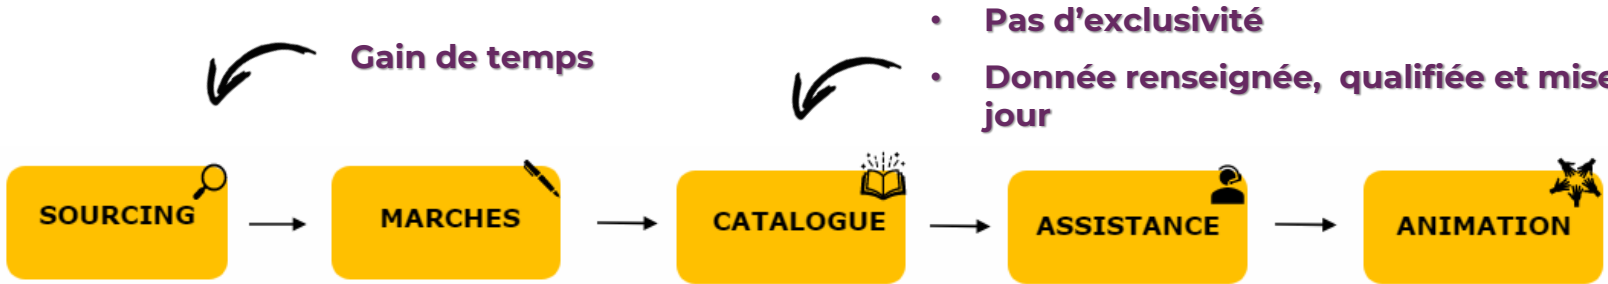 Gain de temps
• Pas d’exclusivité
• Donnée renseignée, qualifiée et mise
jour
SOURCING
MARCHES
CATALOGUE
ASSISTANCE
ANIMATION